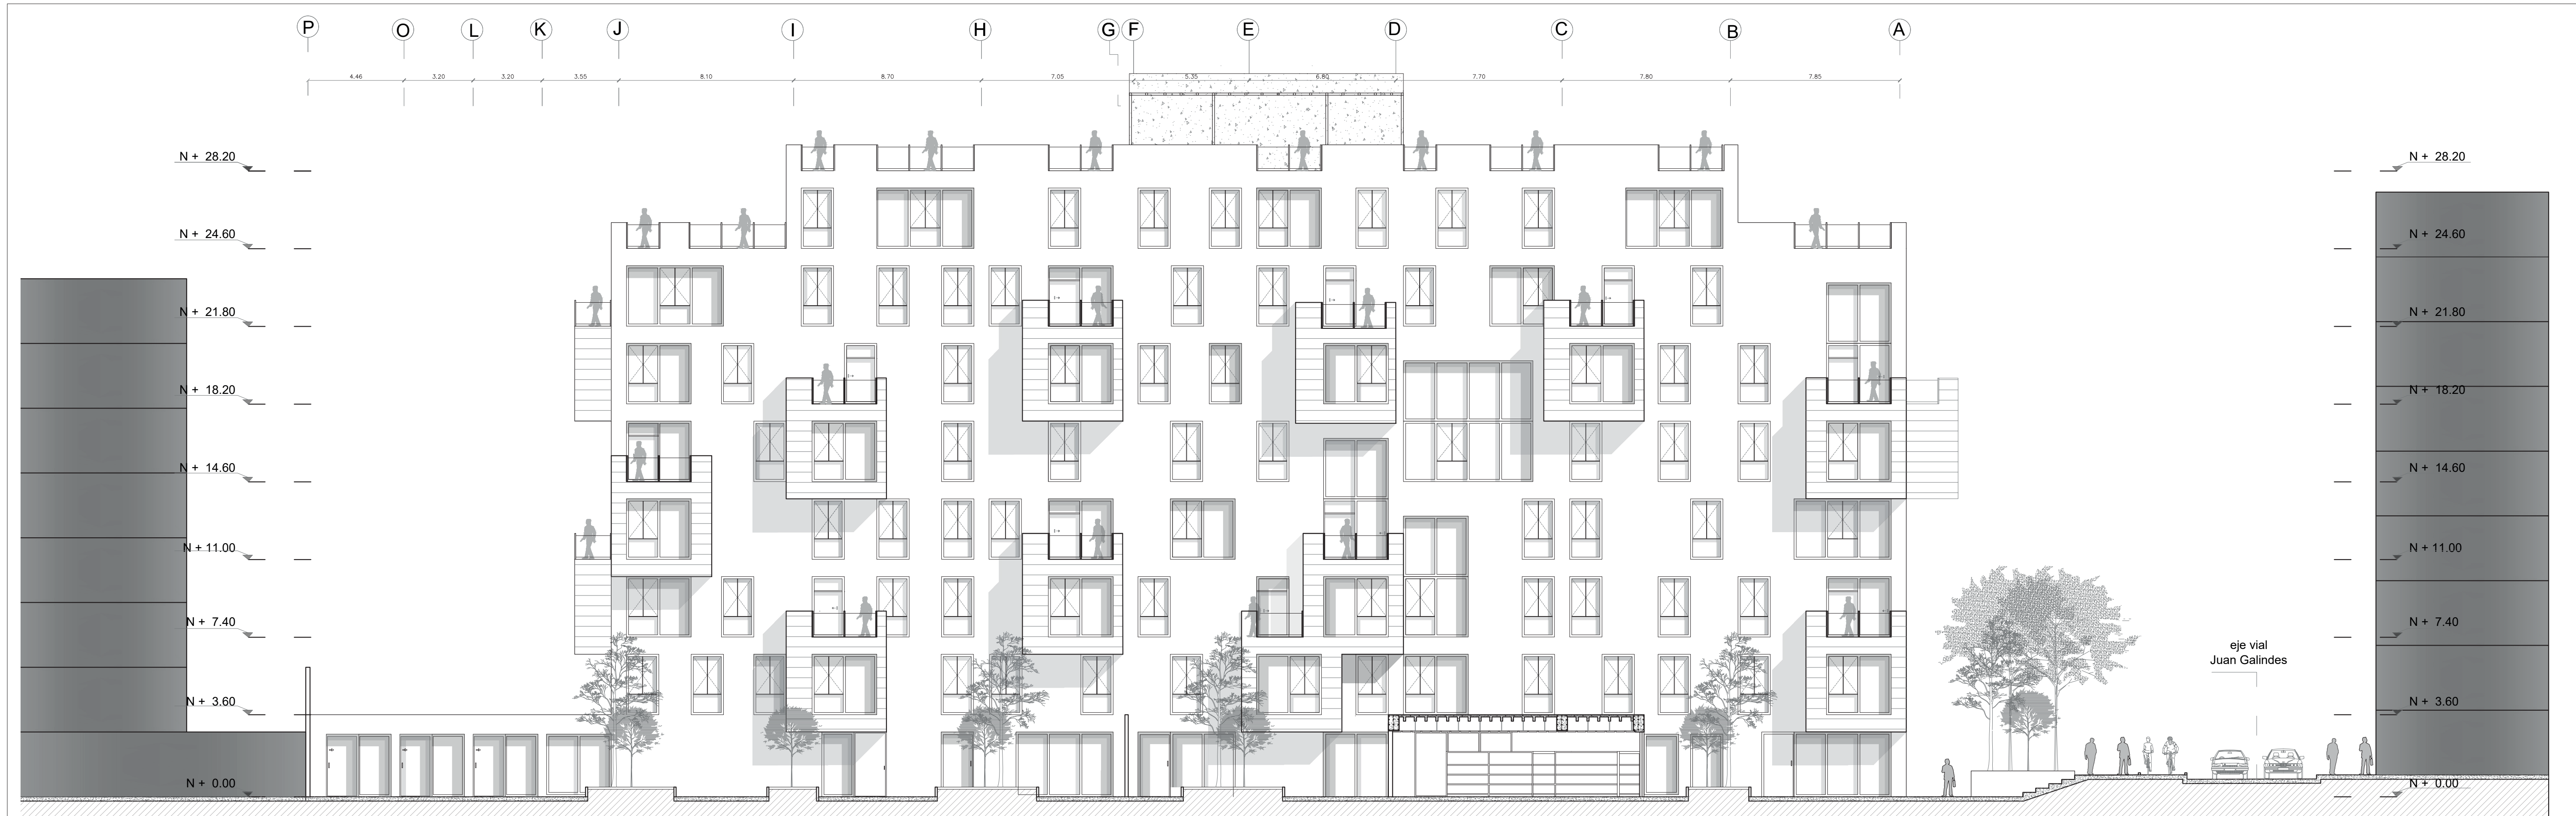 P O L K J I H G F E D C B A
4.46 3.20 3.20 3.55 8.10 8.70 7.05 5.35 6.80 7.70 7.80 7.85
N + 28.20
N + 24.60
N + 21.80
N + 18.20
N + 14.60
N + 11.00
N + 7.40
N + 3.60
N + 0.00
N + 28.20
N + 24.60
N + 21.80
N + 18.20
N + 14.60
N + 11.00
N + 7.40
N + 3.60
N + 0.00
eje vial
Juan Galindes